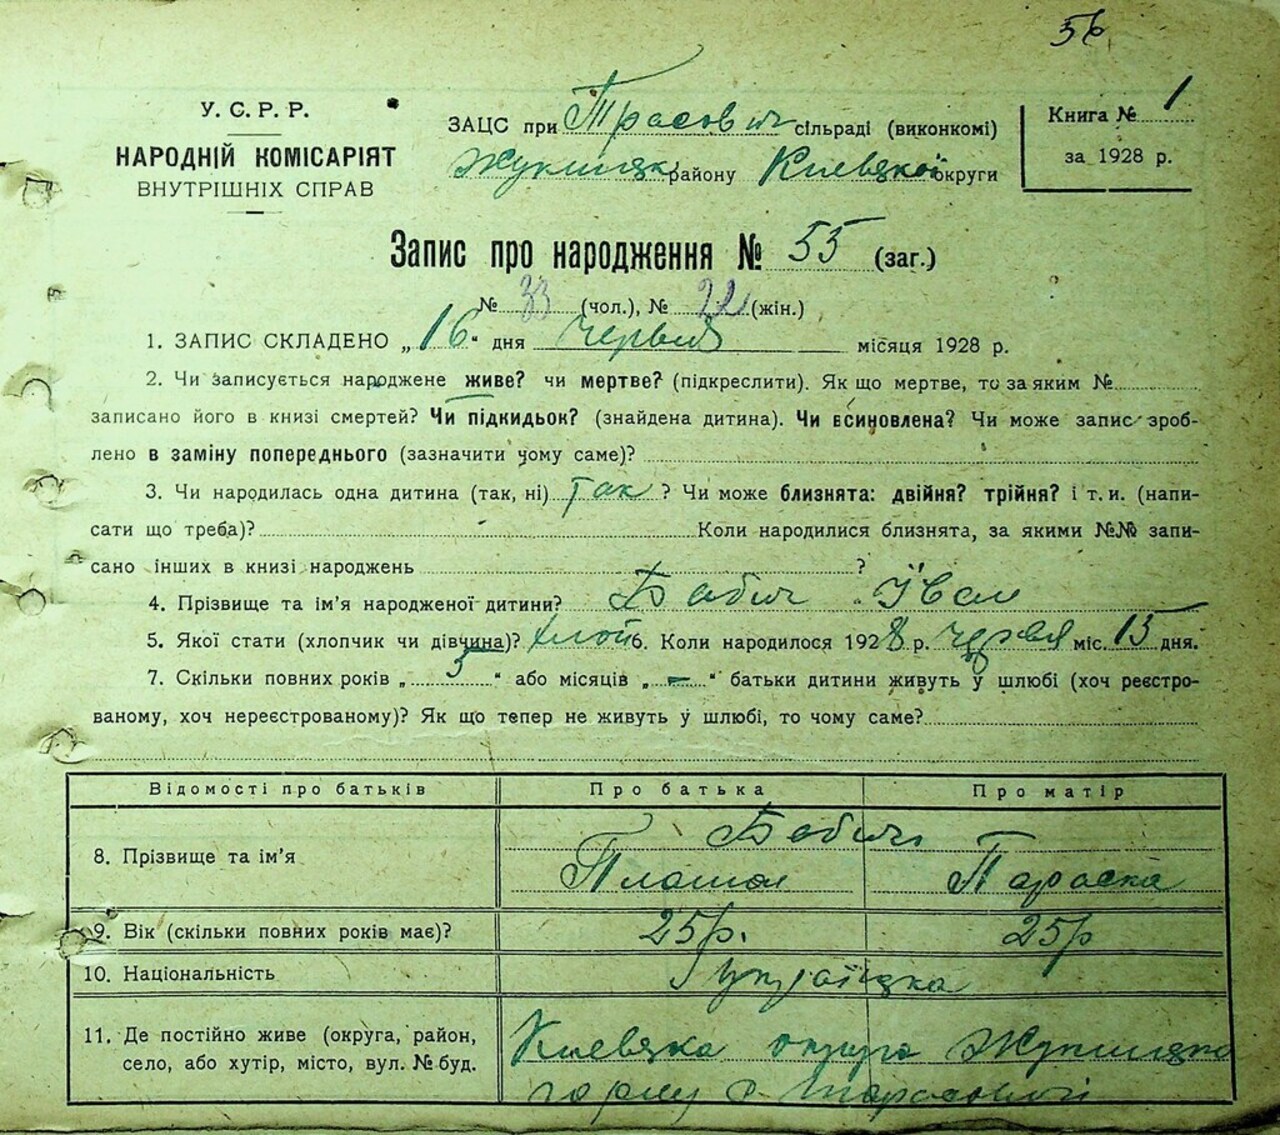 56
У. С. Р. Р.
НАРОДНІЙ КОМІСАРІЯТ
ВНУТРІШНІХ СПРАВ
ЗАЦС при Трасович сільраді (виконкомі)
району Киевской округи
Книга № 1
за 1928 р.
Запис про народження № 55 (заг.)
№ 33 (чол.), № 22 (жін.)
1. ЗАПИС СКЛАДЕНО „ 16 “ дня червня місяця 1928 р.
2. Чи записується народжене живе? чи мертве? (підкреслити). Як що мертве, то за яким №
записано його в книзі смертей? Чи підкидьок? (знайдена дитина). Чи всиновлена? Чи може запис зроб-
лено в заміну попереднього (зазначити чому саме)?
3. Чи народилась одна дитина (так, ні) так ? Чи може близнята: двійня? трійня? і т. и. (напи-
сати що треба)? Коли народилися близнята, за якими №№ запи-
сано інших в книзі народжень ?
4. Прізвище та ім’я народженої дитини? Бабич Іван
5. Якої стати (хлопчик чи дівчина)? хлоп 6. Коли народилося 1928 р. червня міс. 15 дня.
7. Скільки повних років „ 5 “ або місяців „ – “ батьки дитини живуть у шлюбі (хоч реєстро-
ваному, хоч нереєстрованому)? Як що тепер не живуть у шлюбі, то чому саме?
Відомості про батьків Про батька Про матір
Бабич
8. Прізвище та ім’я Платон Параска
9. Вік (скільки повних років має)? 25р. 25р
10. Національність українска
11. Де постійно живе (округа, район,
село, або хутір, місто, вул. № буд.
Киевска округа